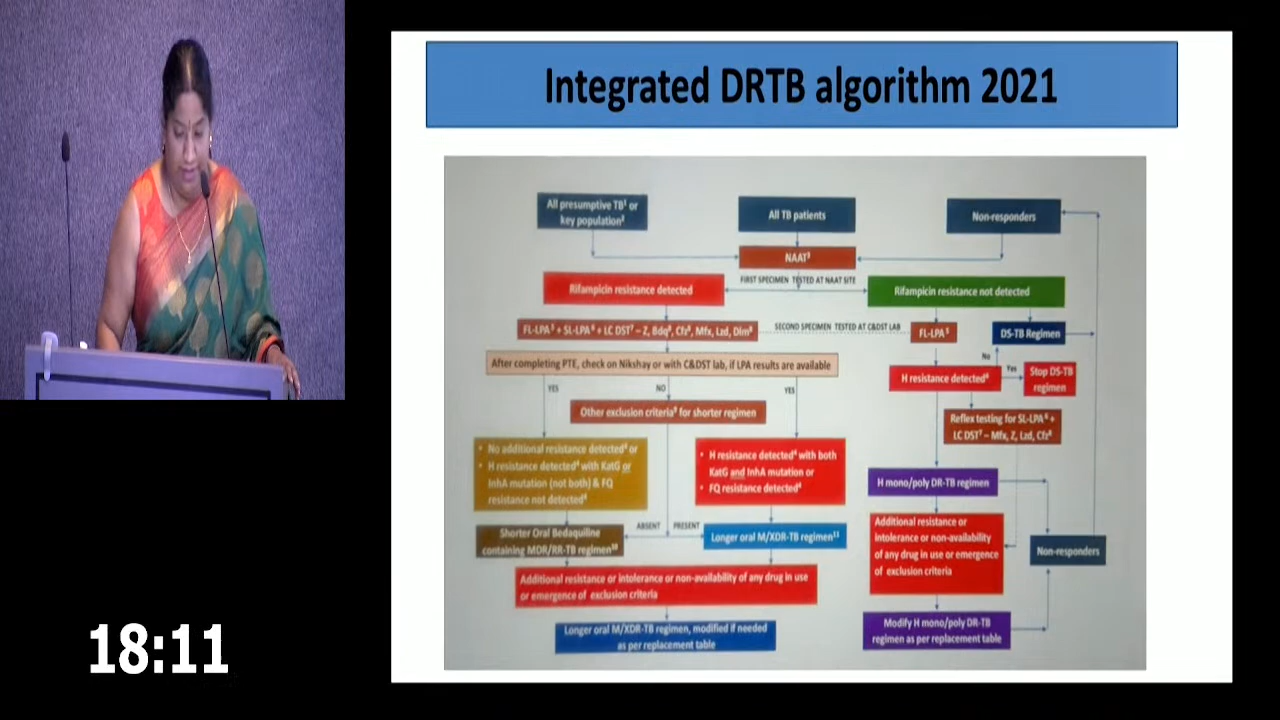 Integrated DRTB algorithm 2021
All presumptive TB¹ or
key population²
All TB patients
Non-responders
NAAT³
FIRST SPECIMEN TESTED AT NAAT SITE
Rifampicin resistance detected
Rifampicin resistance not detected
FL-LPA⁵ + SL-LPA⁶ + LC DST⁷ – Z, Bdq⁸, Cfz⁸, Mfx, Lzd, Dlm⁸
SECOND SPECIMEN TESTED AT C&DST LAB
FL-LPA⁵
DS-TB Regimen
After completing PTE, check on Nikshay or with C&DST lab, if LPA results are available
No
Yes
H resistance detected⁴
Stop DS-TB
regimen
YES
NO
YES
Other exclusion criteria⁹ for shorter regimen
Reflex testing for SL-LPA⁶ +
LC DST⁷ – Mfx, Z, Lzd, Cfz⁸
• No additional resistance detected⁴ or
• H resistance detected⁴ with KatG or
InhA mutation (not both) & FQ
resistance not detected⁴
• H resistance detected⁴ with both
KatG and InhA mutation or
• FQ resistance detected⁴
H mono/poly DR-TB regimen
ABSENT
PRESENT
Shorter Oral Bedaquiline
containing MDR/RR-TB regimen¹⁰
Longer oral M/XDR-TB regimen¹¹
Additional resistance or
intolerance or non-availability
of any drug in use or emergence
of exclusion criteria
Non-responders
Additional resistance or intolerance or non-availability of any drug in use
or emergence of exclusion criteria
Longer oral M/XDR-TB regimen, modified if needed
as per replacement table
Modify H mono/poly DR-TB
regimen as per replacement table
18:11